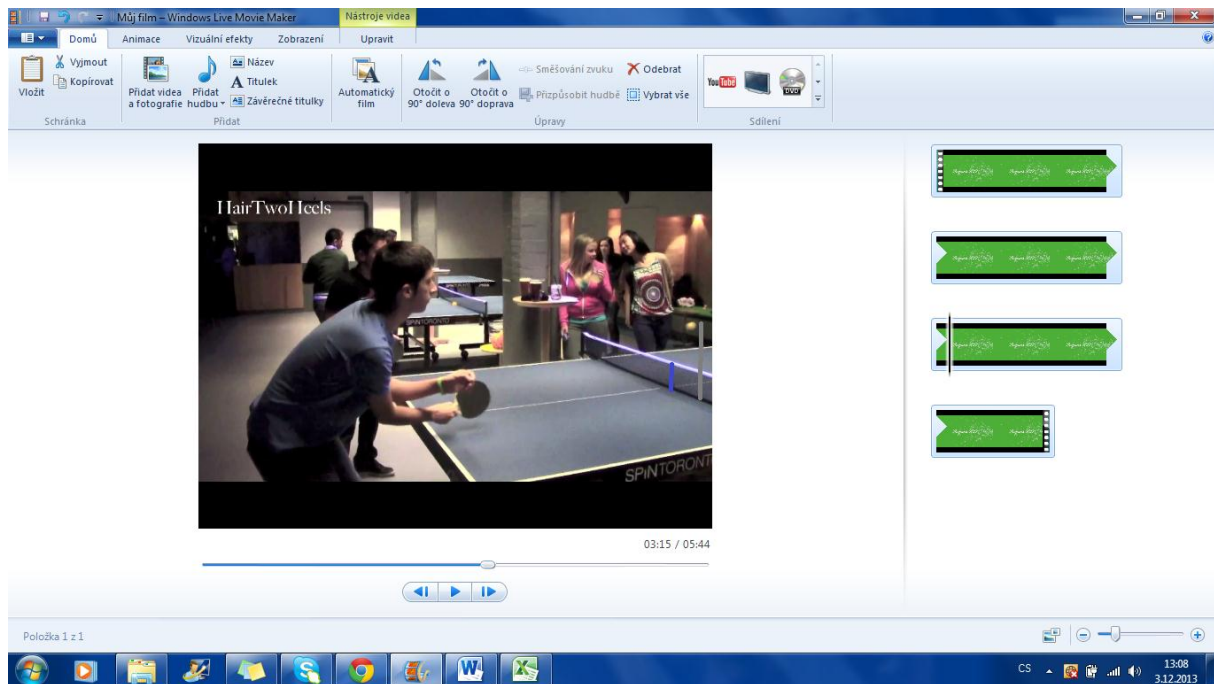 Můj film – Windows Live Movie Maker
Nástroje videa
Domů
Animace
Vizuální efekty
Zobrazení
Upravit
Vložit
Vyjmout
Kopírovat
Schránka
Přidat videa
a fotografie
Přidat
hudbu
Název
Titulek
Závěrečné titulky
Přidat
Automatický
film
Otočit o
90° doleva
Otočit o
90° doprava
Směšování zvuku
Přizpůsobit hudbě
Odebrat
Vybrat vše
Úpravy
YouTube
DVD
Sdílení
HairTwoHeels
SPiNTORONTO
SPiNTORONT
03:15 / 05:44
Položka 1 z 1
CS
13:08
3.12.2013